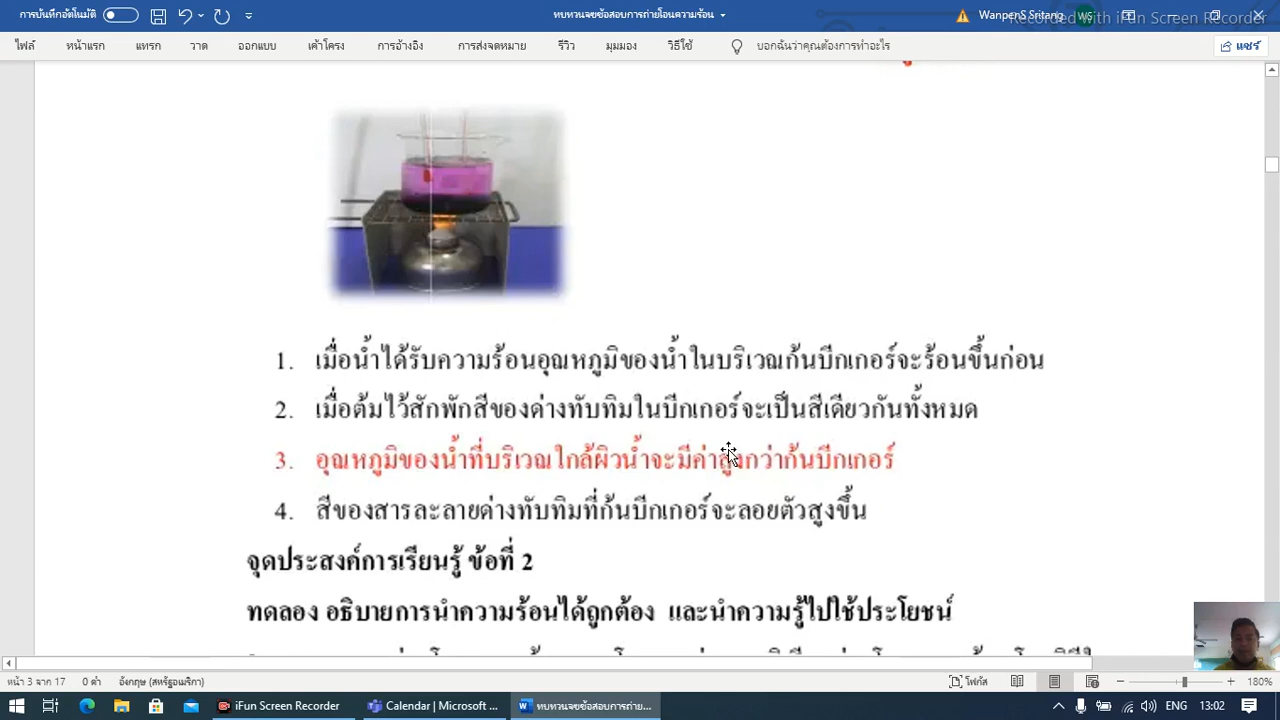 การบันทึกอัตโนมัติ ทบทวนจขข้อสอบการถ่ายโอนความร้อน WanpenS Sritang WS
Recorded with iFun Screen Recorder
ไฟล์ หน้าแรก แทรก วาด ออกแบบ เค้าโครง การอ้างอิง การส่งจดหมาย รีวิว มุมมอง วิธีใช้ บอกฉันว่าคุณต้องการทำอะไร แชร์
1. เมื่อน้ำได้รับความร้อนอุณหภูมิของน้ำในบริเวณก้นบีกเกอร์จะร้อนขึ้นก่อน
2. เมื่อต้มไว้สักพักสีของด่างทับทิมในบีกเกอร์จะเป็นสีเดียวกันทั้งหมด
3. อุณหภูมิของน้ำที่บริเวณใกล้ผิวน้ำจะมีค่าสูงกว่าก้นบีกเกอร์
4. สีของสารละลายด่างทับทิมที่ก้นบีกเกอร์จะลอยตัวสูงขึ้น
จุดประสงค์การเรียนรู้ ข้อที่ 2
ทดลอง อธิบายการนำความร้อนได้ถูกต้อง และนำความรู้ไปใช้ประโยชน์
หน้า 3 จาก 17 0 คำ อังกฤษ (สหรัฐอเมริกา) โฟกัส 180%
iFun Screen Recorder Calendar | Microsoft ... ทบทวนจขข้อสอบการถ่าย... ENG 13:02